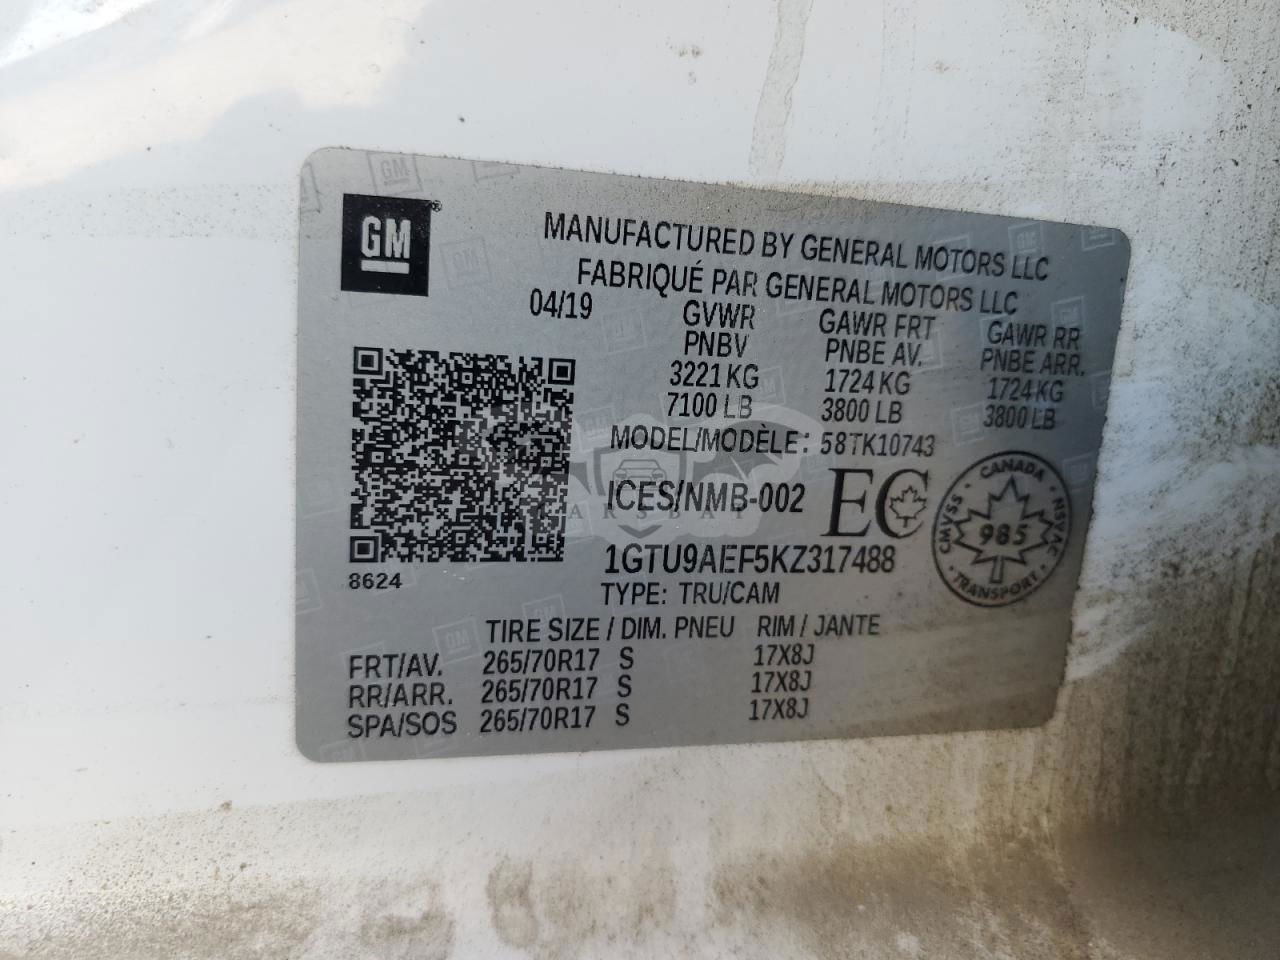 GM®
MANUFACTURED BY GENERAL MOTORS LLC
FABRIQUÉ PAR GENERAL MOTORS LLC
04/19 GVWR GAWR FRT GAWR RR
PNBV PNBE AV. PNBE ARR.
3221 KG 1724 KG 1724 KG
7100 LB 3800 LB 3800 LB
MODEL/MODÈLE: 58TK10743
ICES/NMB-002 EC
CANADA CMVSS NSVAC 985 TRANSPORT
CARSBAT
1GTU9AEF5KZ317488
8624
TYPE: TRU/CAM
TIRE SIZE / DIM. PNEU RIM / JANTE
FRT/AV. 265/70R17 S 17X8J
RR/ARR. 265/70R17 S 17X8J
SPA/SOS 265/70R17 S 17X8J